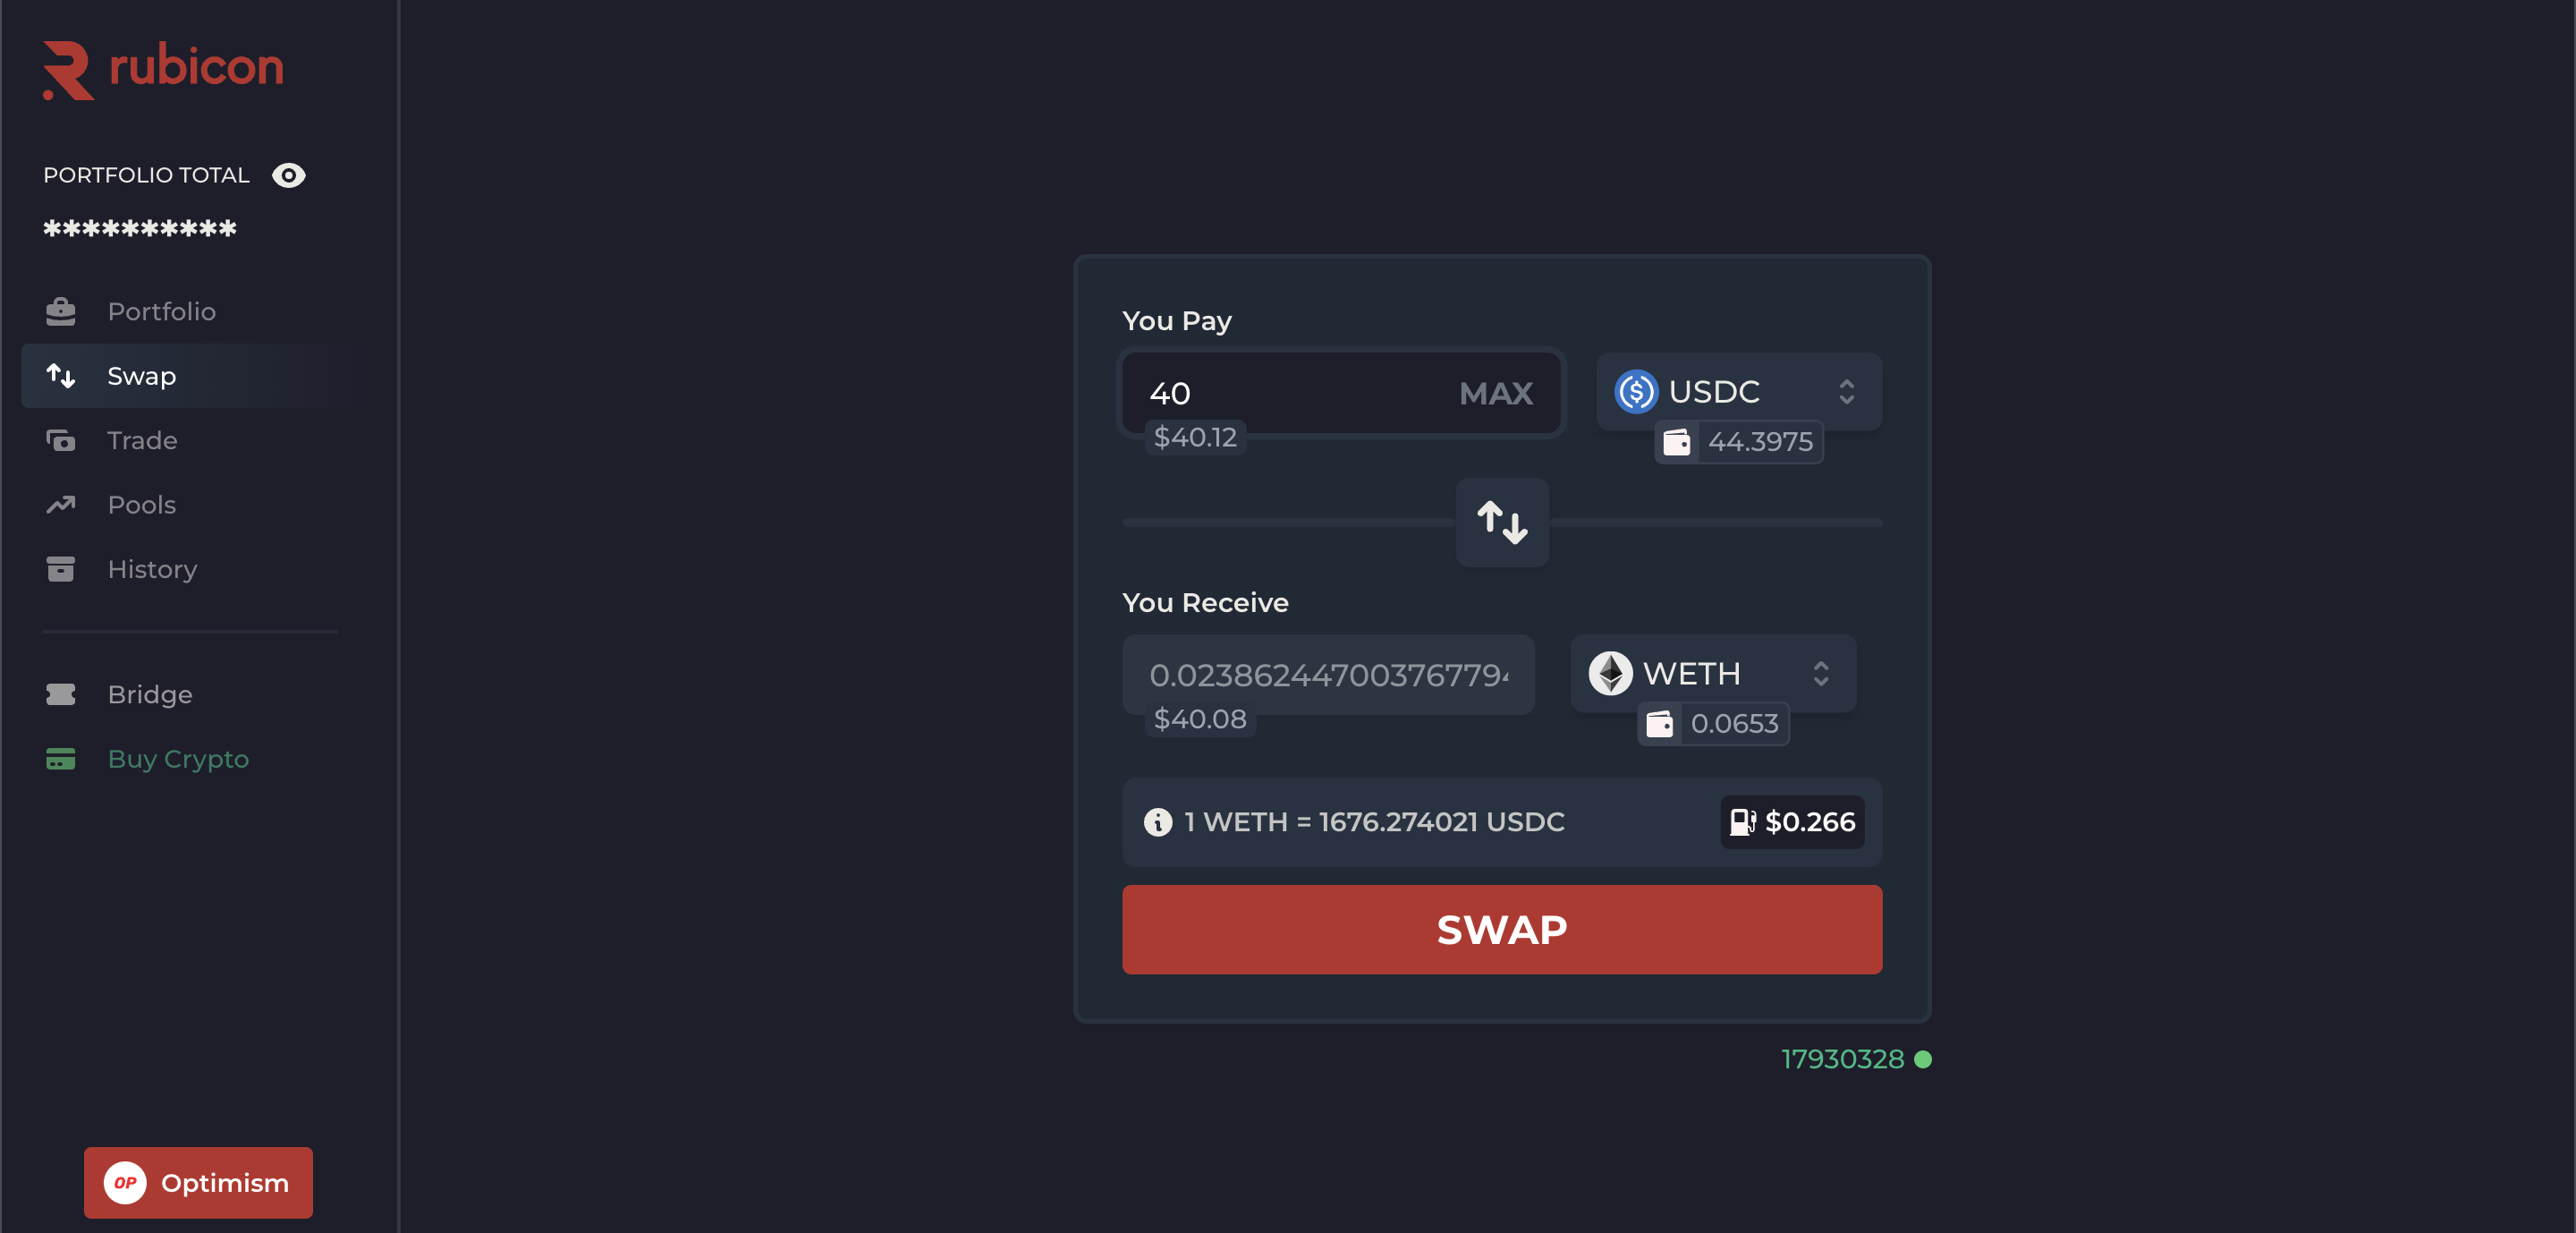 rubicon
PORTFOLIO TOTAL
**********
Portfolio
Swap
Trade
Pools
History
Bridge
Buy Crypto
OP Optimism
You Pay
40 MAX
$40.12
USDC
44.3975
You Receive
0.02386244700376779
$40.08
WETH
0.0653
1 WETH = 1676.274021 USDC
$0.266
SWAP
17930328